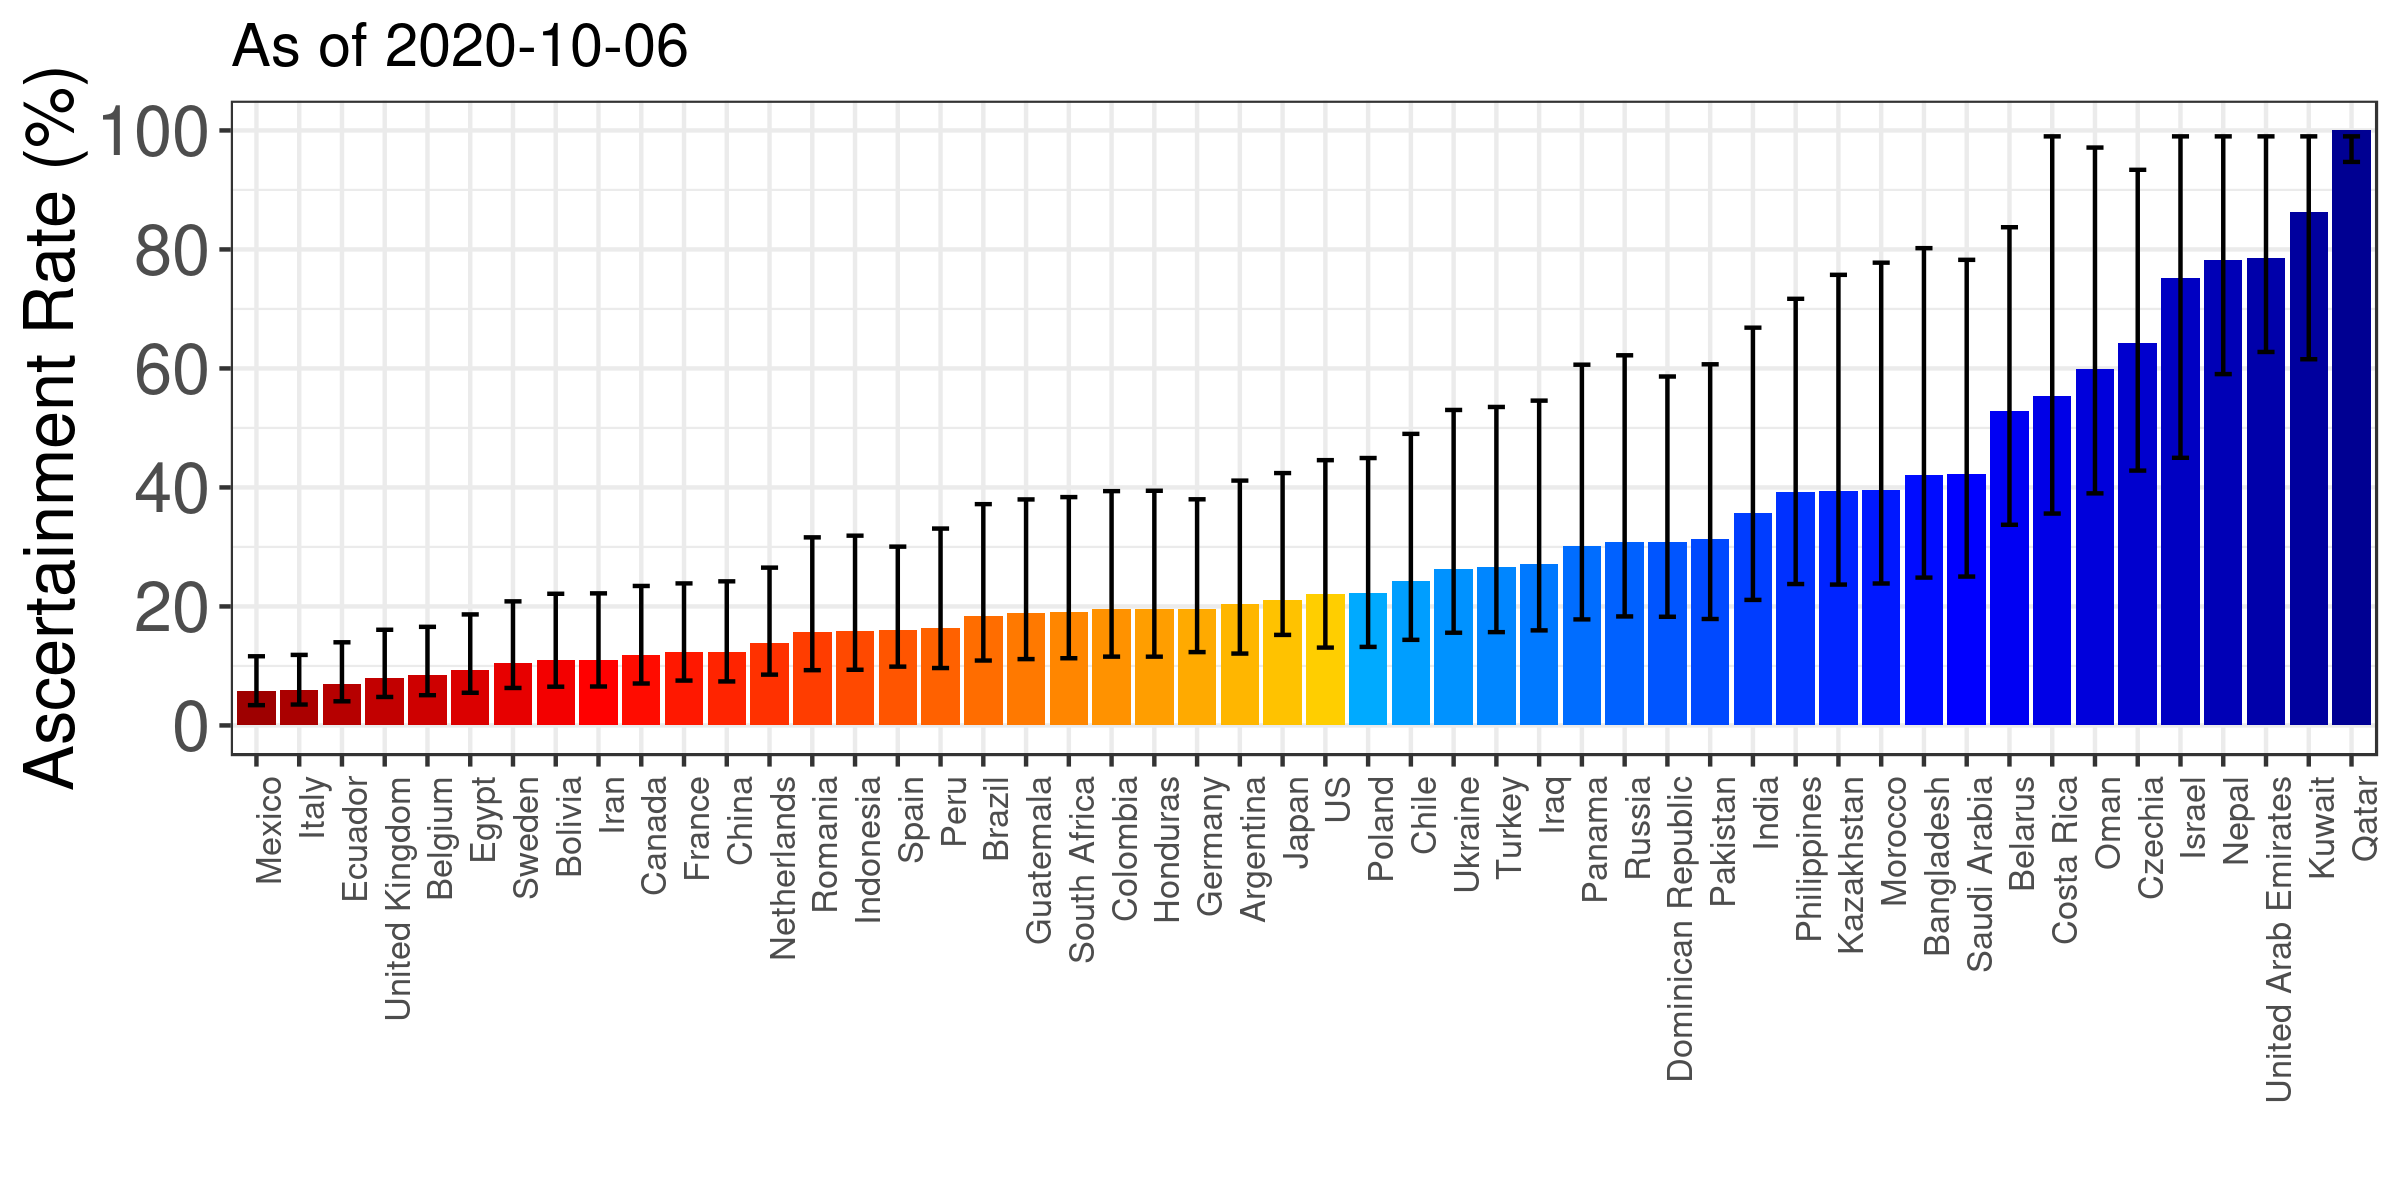 As of 2020-10-06
Ascertainment Rate (%)
100
80
60
40
20
0
Mexico
Italy
Ecuador
United Kingdom
Belgium
Egypt
Sweden
Bolivia
Iran
Canada
France
China
Netherlands
Romania
Indonesia
Spain
Peru
Brazil
Guatemala
South Africa
Colombia
Honduras
Germany
Argentina
Japan
US
Poland
Chile
Ukraine
Turkey
Iraq
Panama
Russia
Dominican Republic
Pakistan
India
Philippines
Kazakhstan
Morocco
Bangladesh
Saudi Arabia
Belarus
Costa Rica
Oman
Czechia
Israel
Nepal
United Arab Emirates
Kuwait
Qatar